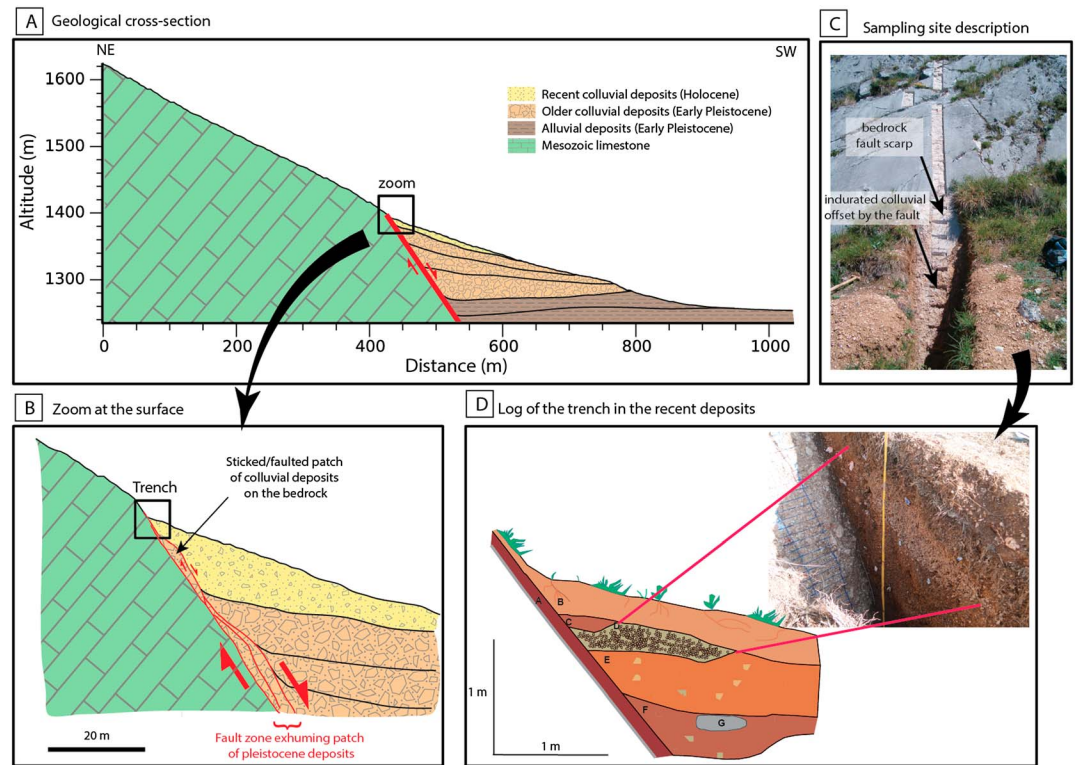 A Geological cross-section
NE
SW
Altitude (m)
1600
1500
1400
1300
zoom
Recent colluvial deposits (Holocene)
Older colluvial deposits (Early Pleistocene)
Alluvial deposits (Early Pleistocene)
Mesozoic limestone
0 200 400 600 800 1000
Distance (m)
C Sampling site description
bedrock
fault scarp
indurated colluvial
offset by the fault
B Zoom at the surface
Sticked/faulted patch
of colluvial deposits
on the bedrock
Trench
20 m
Fault zone exhuming patch
of pleistocene deposits
D Log of the trench in the recent deposits
A
B
C
D
E
F
G
1 m
1 m